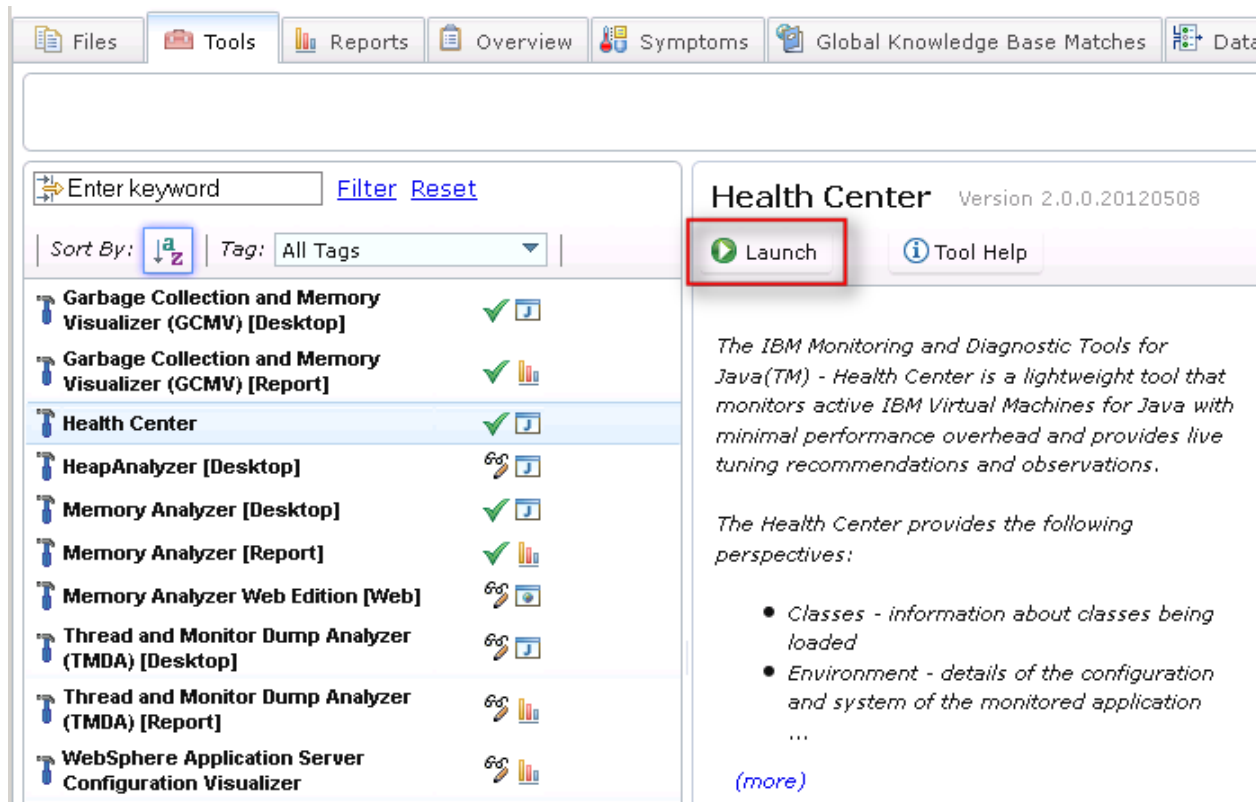 Files Tools Reports Overview Symptoms Global Knowledge Base Matches Data
Enter keyword Filter Reset
Sort By: a z Tag: All Tags
Garbage Collection and Memory
Visualizer (GCMV) [Desktop]
Garbage Collection and Memory
Visualizer (GCMV) [Report]
Health Center
HeapAnalyzer [Desktop]
Memory Analyzer [Desktop]
Memory Analyzer [Report]
Memory Analyzer Web Edition [Web]
Thread and Monitor Dump Analyzer
(TMDA) [Desktop]
Thread and Monitor Dump Analyzer
(TMDA) [Report]
WebSphere Application Server
Configuration Visualizer
Health Center Version 2.0.0.20120508
Launch Tool Help
The IBM Monitoring and Diagnostic Tools for
Java(TM) - Health Center is a lightweight tool that
monitors active IBM Virtual Machines for Java with
minimal performance overhead and provides live
tuning recommendations and observations.
The Health Center provides the following
perspectives:
• Classes - information about classes being
loaded
• Environment - details of the configuration
and system of the monitored application
...
(more)